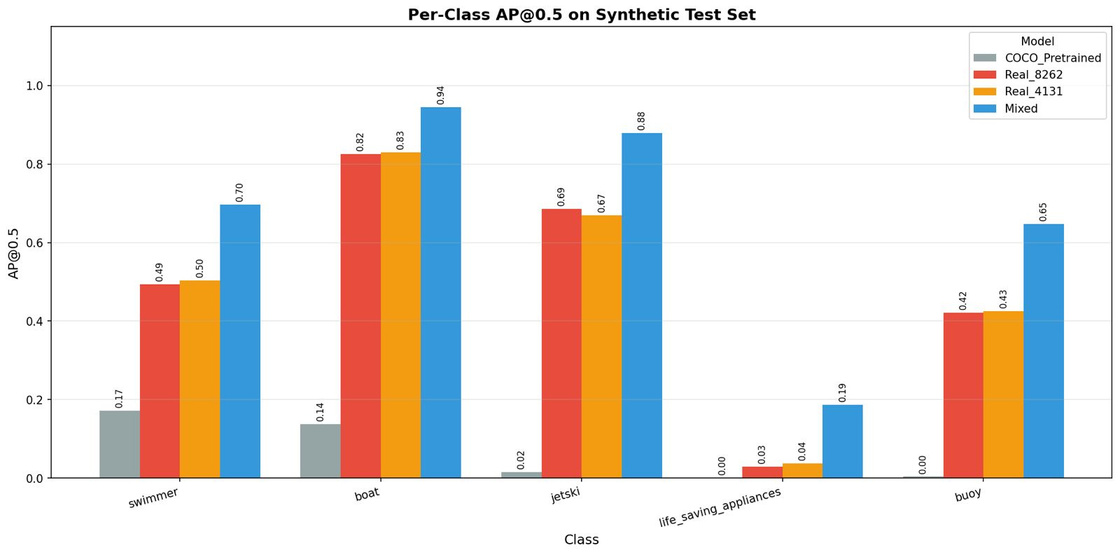 Per-Class AP@0.5 on Synthetic Test Set
Model
COCO_Pretrained
Real_8262
Real_4131
Mixed
AP@0.5
1.0
0.8
0.6
0.4
0.2
0.0
0.17
0.49
0.50
0.70
0.14
0.82
0.83
0.94
0.02
0.69
0.67
0.88
0.00
0.03
0.04
0.19
0.00
0.42
0.43
0.65
swimmer
boat
jetski
life_saving_appliances
buoy
Class